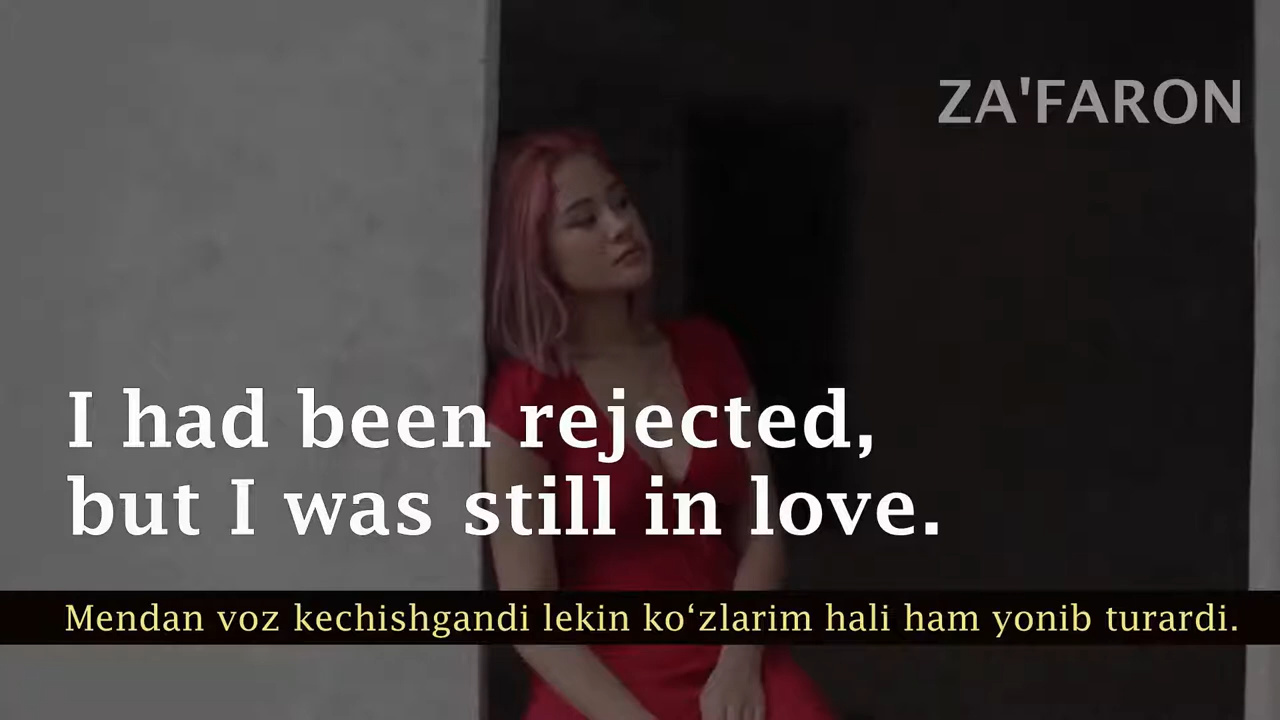 ZA'FARON
I had been rejected,
but I was still in love.
Mendan voz kechishgandi lekin ko‘zlarim hali ham yonib turardi.